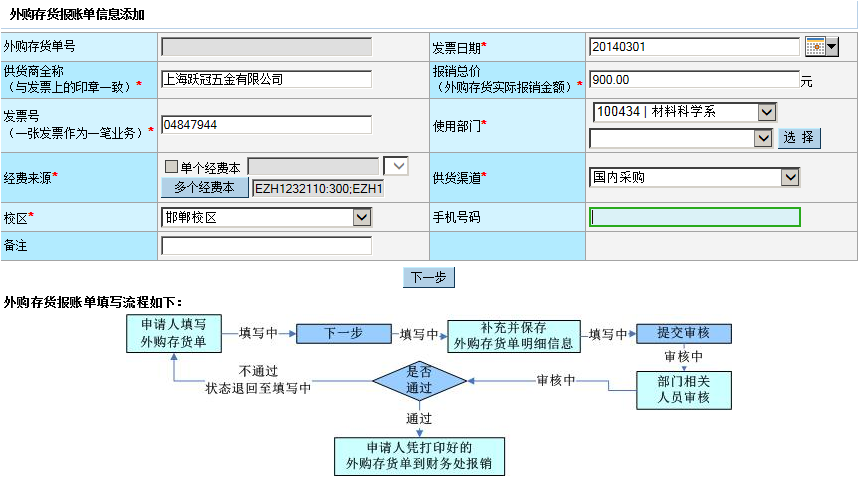 外购存货报账单信息添加
外购存货单号
发票日期*
20140301
供货商全称
（与发票上的印章一致）*
上海跃冠五金有限公司
报销总价
（外购存货实际报销金额）*
900.00
元
发票号
（一张发票作为一笔业务）*
04847944
使用部门*
100434 | 材料科学系
选 择
经费来源*
单个经费本
多个经费本
EZH1232110:300;EZH1
供货渠道*
国内采购
校区*
邯郸校区
手机号码
备注
下一步
外购存货报账单填写流程如下：
申请人填写
外购存货单
填写中
下一步
填写中
补充并保存
外购存货单明细信息
填写中
提交审核
审核中
部门相关
人员审核
审核中
是否
通过
不通过
状态退回至填写中
通过
申请人凭打印好的
外购存货单到财务处报销